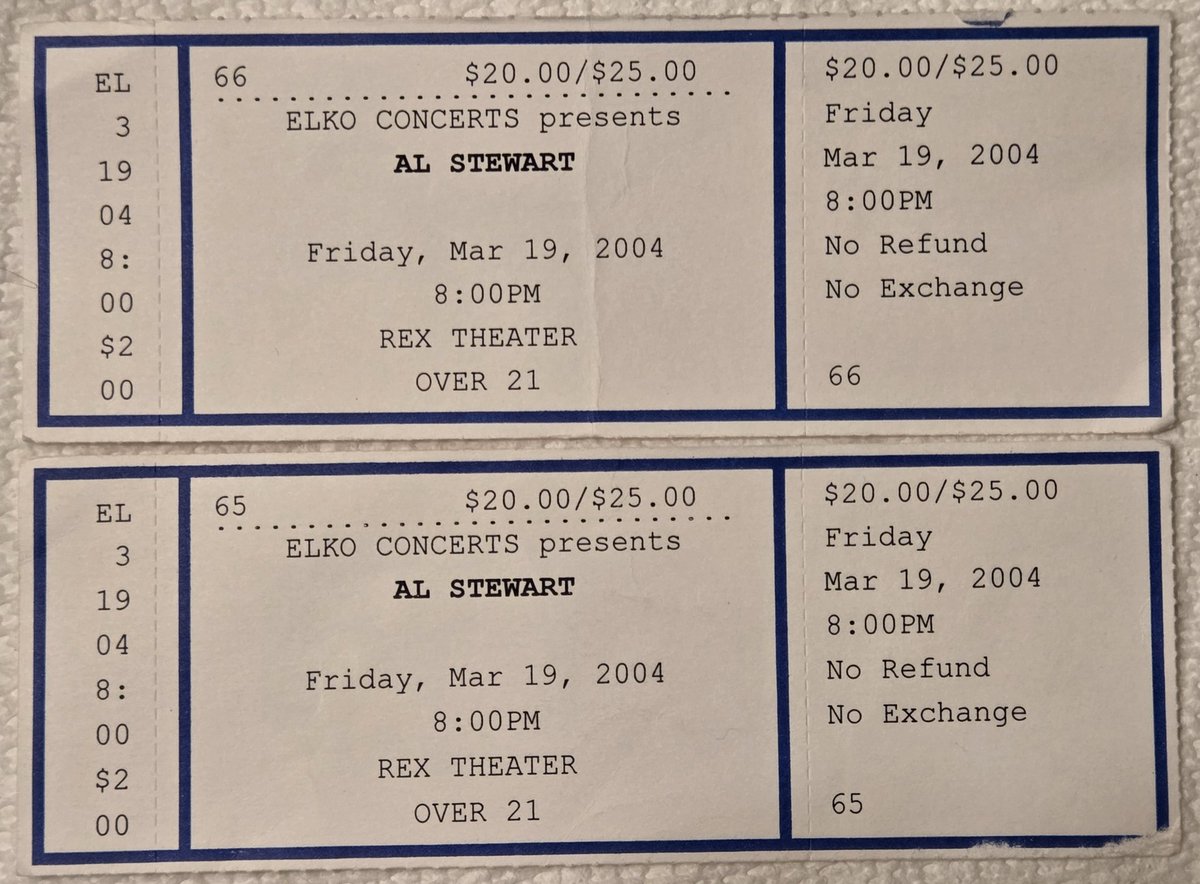 EL
3
19
04
8:
00
$2
00
66 $20.00/$25.00
ELKO CONCERTS presents
AL STEWART
Friday, Mar 19, 2004
8:00PM
REX THEATER
OVER 21
$20.00/$25.00
Friday
Mar 19, 2004
8:00PM
No Refund
No Exchange
66
EL
3
19
04
8:
00
$2
00
65 $20.00/$25.00
ELKO CONCERTS presents
AL STEWART
Friday, Mar 19, 2004
8:00PM
REX THEATER
OVER 21
$20.00/$25.00
Friday
Mar 19, 2004
8:00PM
No Refund
No Exchange
65